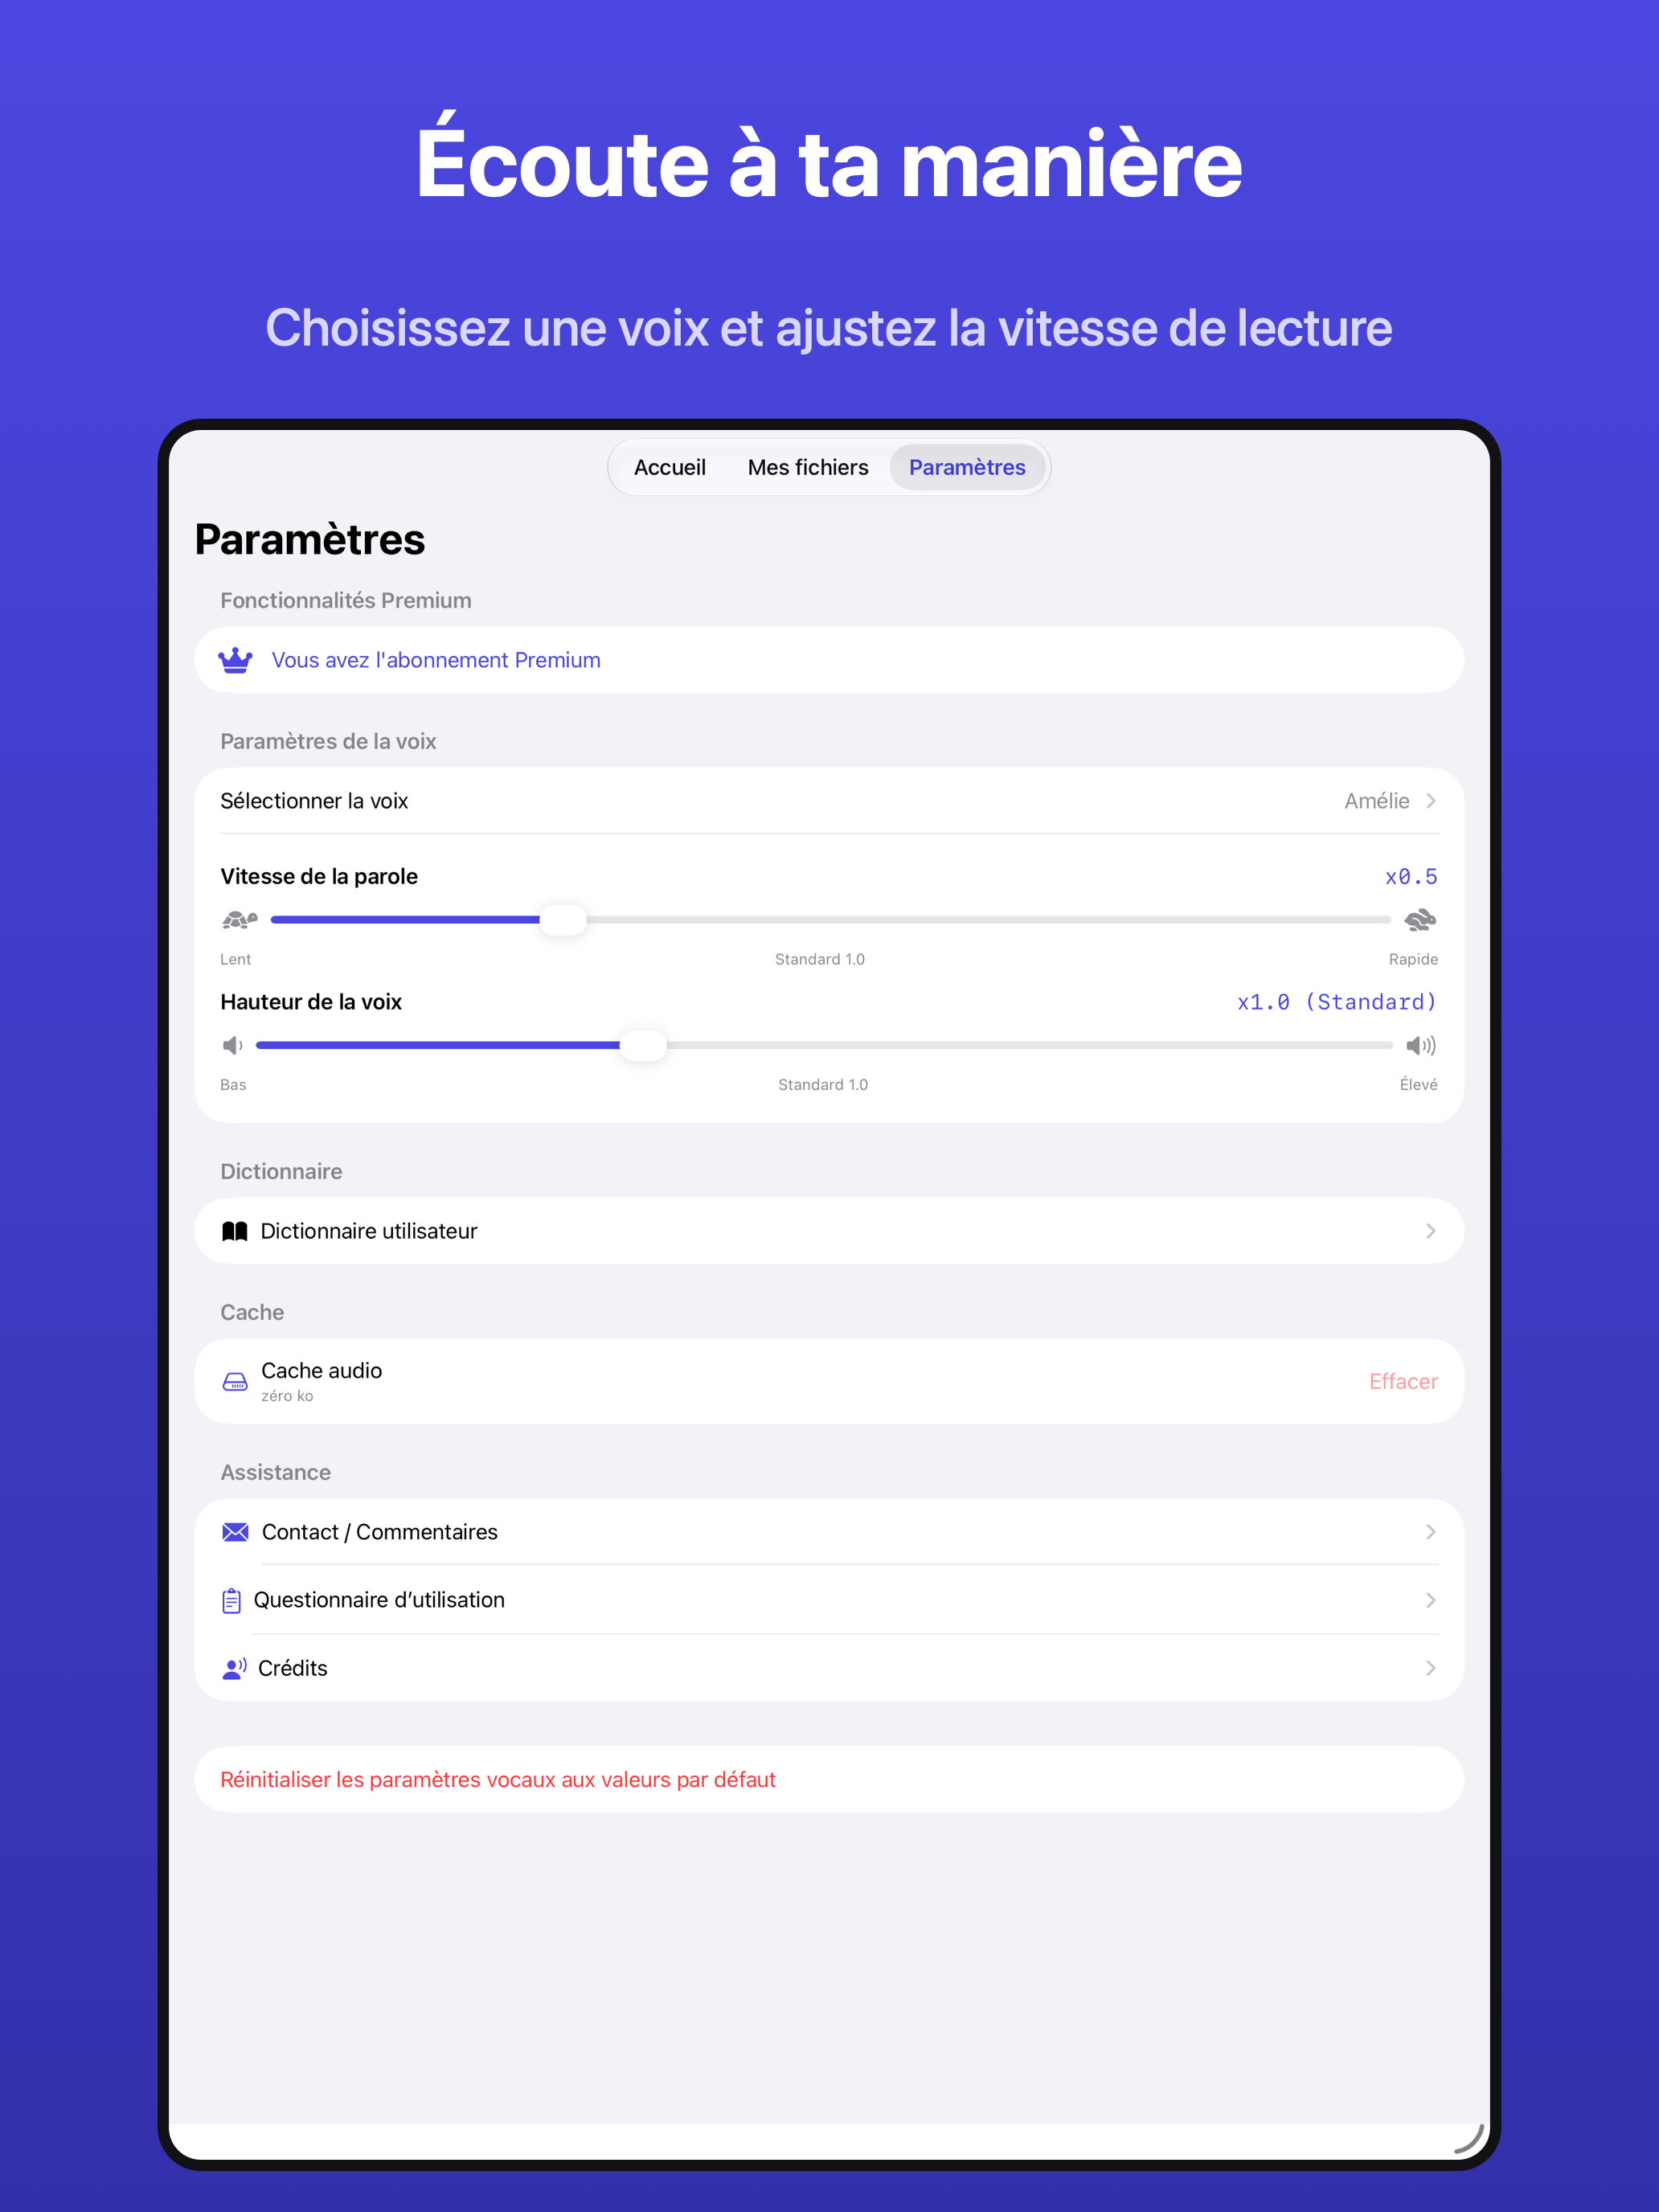 Écoute à ta manière
Choisissez une voix et ajustez la vitesse de lecture
Accueil Mes fichiers Paramètres
Paramètres
Fonctionnalités Premium
Vous avez l'abonnement Premium
Paramètres de la voix
Sélectionner la voix Amélie
Vitesse de la parole x0.5
Lent Standard 1.0 Rapide
Hauteur de la voix x1.0 (Standard)
Bas Standard 1.0 Élevé
Dictionnaire
Dictionnaire utilisateur
Cache
Cache audio
zéro ko
Effacer
Assistance
Contact / Commentaires
Questionnaire d’utilisation
Crédits
Réinitialiser les paramètres vocaux aux valeurs par défaut